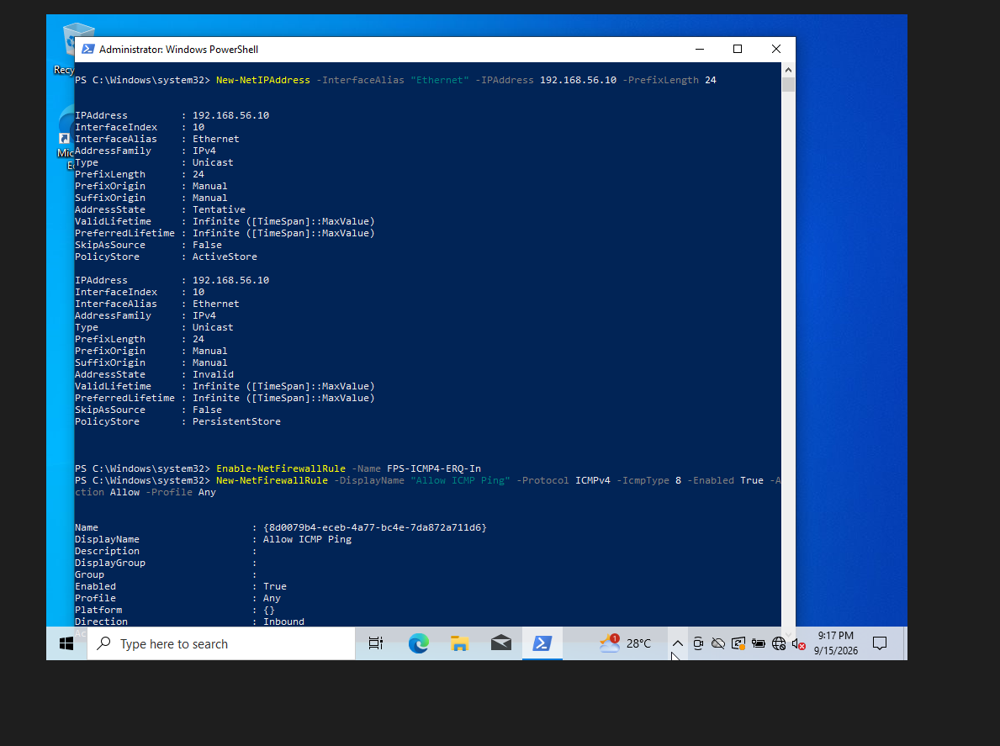 Recy
Mic
E
Administrator: Windows PowerShell
PS C:\Windows\system32> New-NetIPAddress -InterfaceAlias "Ethernet" -IPAddress 192.168.56.10 -PrefixLength 24
IPAddress : 192.168.56.10
InterfaceIndex : 10
InterfaceAlias : Ethernet
AddressFamily : IPv4
Type : Unicast
PrefixLength : 24
PrefixOrigin : Manual
SuffixOrigin : Manual
AddressState : Tentative
ValidLifetime : Infinite ([TimeSpan]::MaxValue)
PreferredLifetime : Infinite ([TimeSpan]::MaxValue)
SkipAsSource : False
PolicyStore : ActiveStore
IPAddress : 192.168.56.10
InterfaceIndex : 10
InterfaceAlias : Ethernet
AddressFamily : IPv4
Type : Unicast
PrefixLength : 24
PrefixOrigin : Manual
SuffixOrigin : Manual
AddressState : Invalid
ValidLifetime : Infinite ([TimeSpan]::MaxValue)
PreferredLifetime : Infinite ([TimeSpan]::MaxValue)
SkipAsSource : False
PolicyStore : PersistentStore
PS C:\Windows\system32> Enable-NetFirewallRule -Name FPS-ICMP4-ERQ-In
PS C:\Windows\system32> New-NetFirewallRule -DisplayName "Allow ICMP Ping" -Protocol ICMPv4 -IcmpType 8 -Enabled True -A
ction Allow -Profile Any
Name : {8d0079b4-eceb-4a77-bc4e-7da872a711d6}
DisplayName : Allow ICMP Ping
Description :
DisplayGroup :
Group :
Enabled : True
Profile : Any
Platform : {}
Direction : Inbound
Type here to search
1
28°C
9:17 PM
9/15/2026